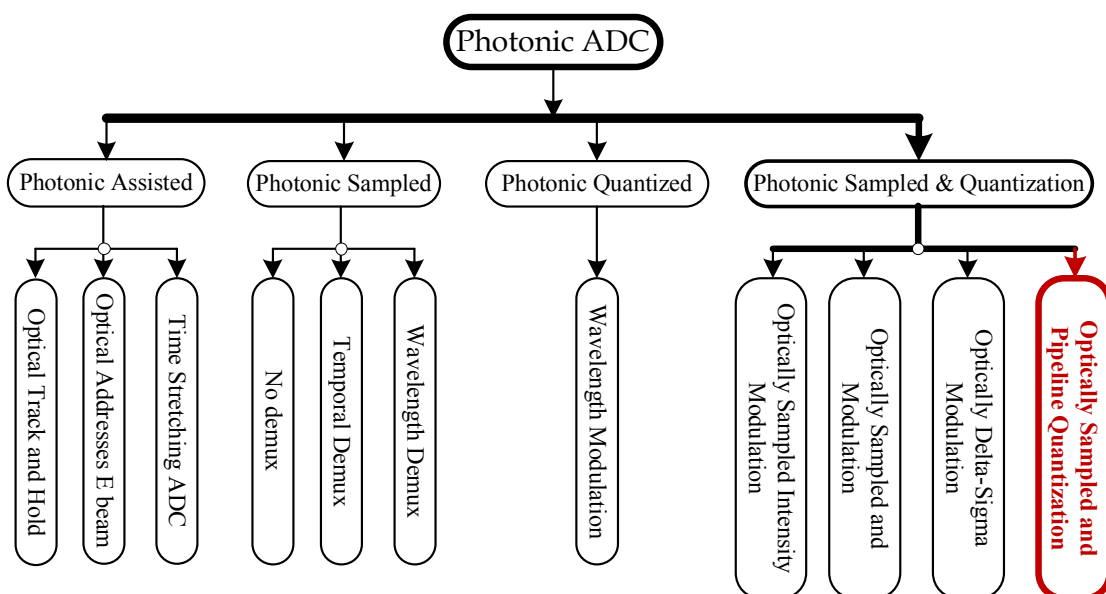 Photonic ADC
Photonic Assisted
Photonic Sampled
Photonic Quantized
Photonic Sampled & Quantization
Optical Track and Hold
Optical Addresses E beam
Time Stretching ADC
No demux
Temporal Demux
Wavelength Demux
Wavelength Modulation
Optically Sampled Intensity
Modulation
Optically Sampled and
Modulation
Optically Delta-Sigma
Modulation
Optically Sampled and
Pipeline Quantization